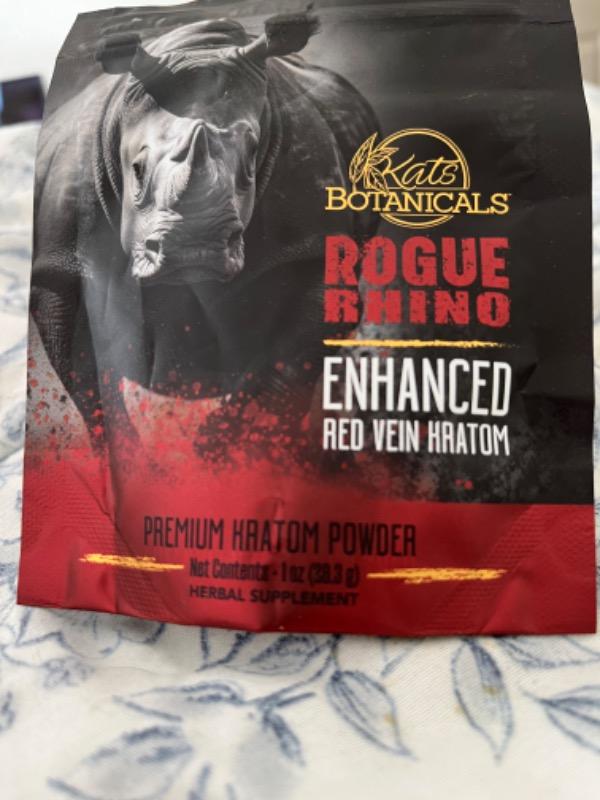 Kats
BOTANICALS
ROGUE
RHINO
ENHANCED
RED VEIN KRATOM
PREMIUM KRATOM POWDER
Net Contents - 1 oz (28.3 g)
HERBAL SUPPLEMENT